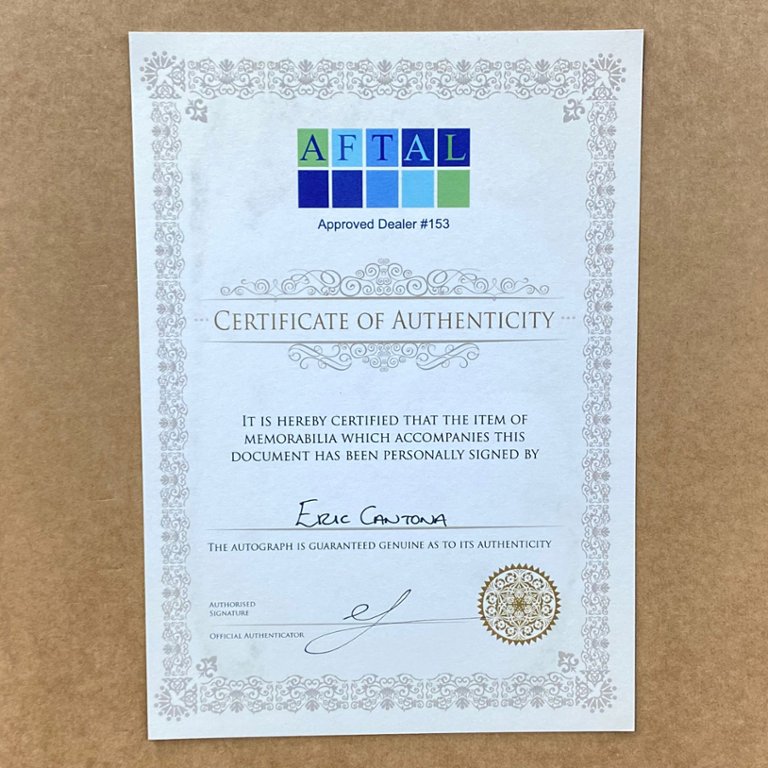 AFTAL
Approved Dealer #153
CERTIFICATE OF AUTHENTICITY
IT IS HEREBY CERTIFIED THAT THE ITEM OF
MEMORABILIA WHICH ACCOMPANIES THIS
DOCUMENT HAS BEEN PERSONALLY SIGNED BY
ERIC CANTONA
THE AUTOGRAPH IS GUARANTEED GENUINE AS TO ITS AUTHENTICITY
AUTHORISED
SIGNATURE
OFFICIAL AUTHENTICATOR